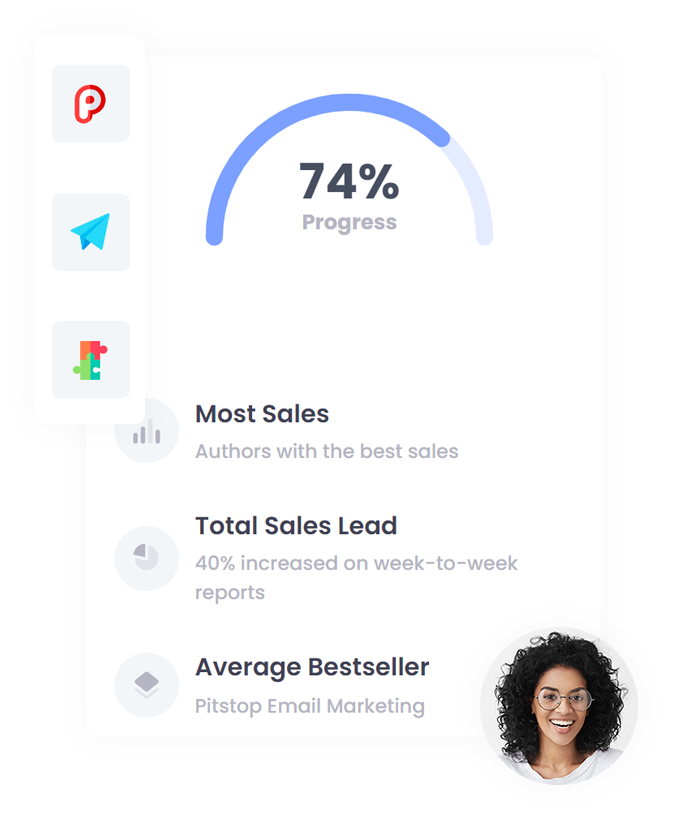 74%
Progress
Most Sales
Authors with the best sales
Total Sales Lead
40% increased on week-to-week
reports
Average Bestseller
Pitstop Email Marketing